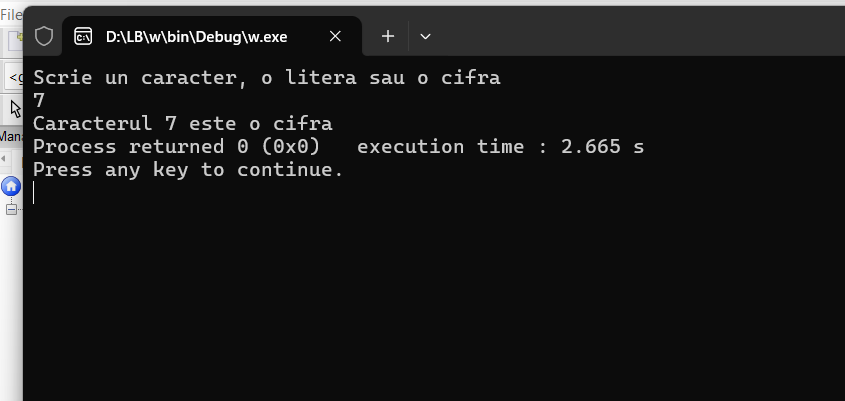 File
D:\LB\w\bin\Debug\w.exe
Scrie un caracter, o litera sau o cifra
7
Caracterul 7 este o cifra
Process returned 0 (0x0)   execution time : 2.665 s
Press any key to continue.